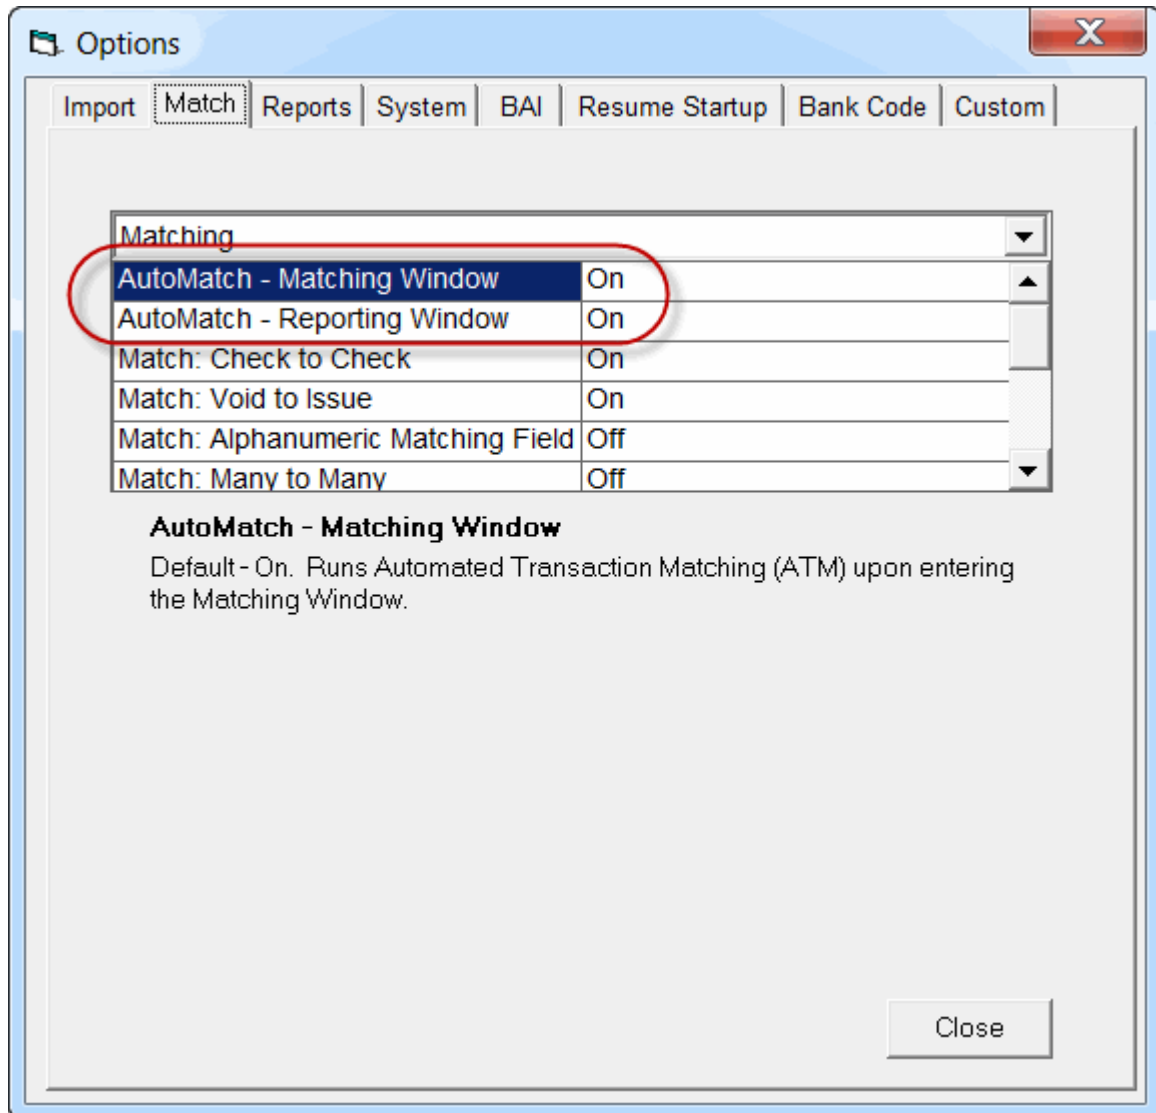 Options
Import Match Reports System BAI Resume Startup Bank Code Custom
Matching
AutoMatch - Matching Window On
AutoMatch - Reporting Window On
Match: Check to Check On
Match: Void to Issue On
Match: Alphanumeric Matching Field Off
Match: Many to Many Off
AutoMatch - Matching Window
Default - On. Runs Automated Transaction Matching (ATM) upon entering
the Matching Window.
Close